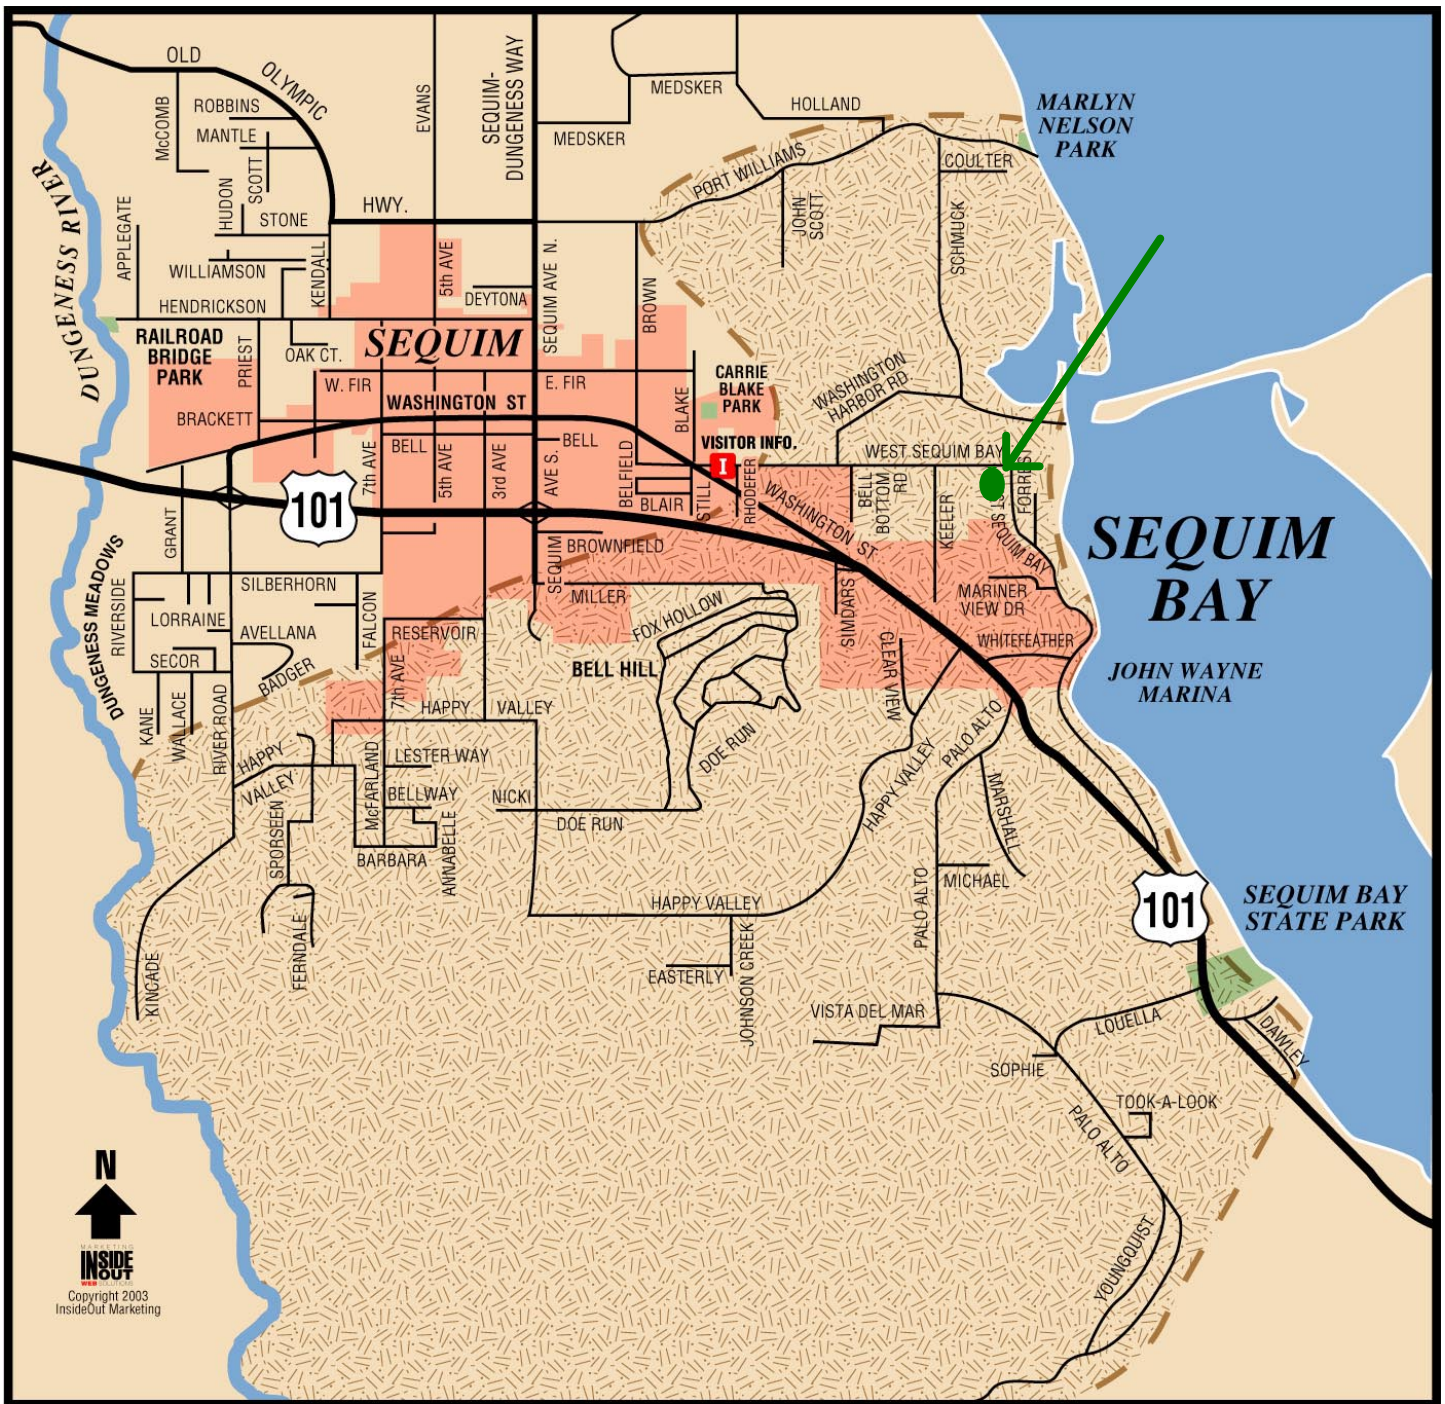 OLD
OLYMPIC
HWY.
McCOMB
ROBBINS
MANTLE
SCOTT
HUDON
STONE
APPLEGATE
WILLIAMSON
KENDALL
HENDRICKSON
EVANS
SEQUIM-
DUNGENESS WAY
MEDSKER
MEDSKER
HOLLAND
PORT WILLIAMS
COULTER
JOHN
SCOTT
SCHMUCK
MARLYN
NELSON
PARK
DUNGENESS RIVER
RAILROAD
BRIDGE
PARK
PRIEST
OAK CT.
5th AVE
DEYTONA
SEQUIM AVE N.
BROWN
SEQUIM
W. FIR
E. FIR
WASHINGTON ST
BRACKETT
BLAKE
CARRIE
BLAKE
PARK
WASHINGTON
HARBOR RD.
VISITOR INFO.
I
WEST SEQUIM BAY
7th AVE
BELL
5th AVE
3rd AVE
AVE S.
BELL
BELFIELD
BLAIR
STILL
RHODEFER
WASHINGTON ST
BELL
BOTTOM
RD
KEELER
FORREST
SEQUIM BAY
101
GRANT
DUNGENESS MEADOWS
RIVERSIDE
SILBERHORN
LORRAINE
AVELLANA
SECOR
BADGER
FALCON
KANE
WALLACE
RIVER ROAD
SEQUIM
BROWNFIELD
MILLER
FOX HOLLOW
RESERVOIR
7th AVE
BELL HILL
SIMDARS
CLEAR VIEW
MARINER
VIEW DR
WHITEFEATHER
SEQUIM
BAY
JOHN WAYNE
MARINA
HAPPY VALLEY
HAPPY
VALLEY
LESTER WAY
McFARLAND
BELLWAY
NICKI
DOE RUN
DOE RUN
HAPPY VALLEY
PALO ALTO
MARSHALL
SPORSEEN
BARBARA
ANNABELLE
MICHAEL
PALO ALTO
HAPPY VALLEY
101
SEQUIM BAY
STATE PARK
KINCADE
FERNDALE
EASTERLY
JOHNSON CREEK
VISTA DEL MAR
LOUELLA
DAWLEY
SOPHIE
TOOK-A-LOOK
PALO ALTO
YOUNGQUIST
N
MARKETING
INSIDE
OUT
WEB SOLUTIONS
Copyright 2003
InsideOut Marketing